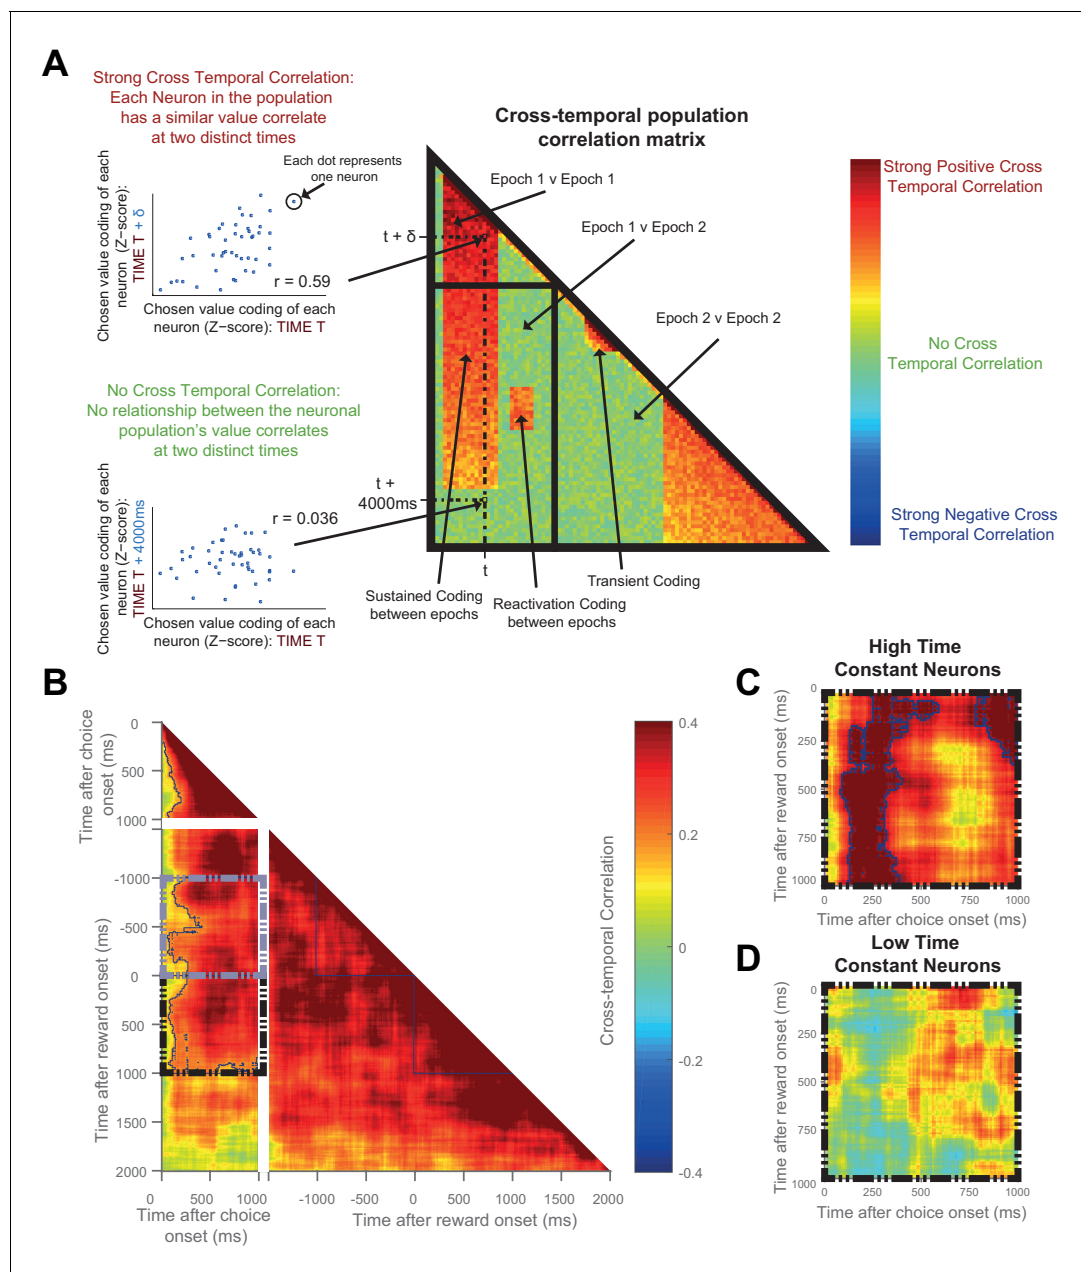 A
Strong Cross Temporal Correlation:
Each Neuron in the population
has a similar value correlate
at two distinct times
Each dot represents
one neuron
Chosen value coding of each
neuron (Z−score):
TIME T + δ
r = 0.59
Chosen value coding of each
neuron (Z−score): TIME T
No Cross Temporal Correlation:
No relationship between the neuronal
population's value correlates
at two distinct times
Chosen value coding of each
neuron (Z−score):
TIME T + 4000ms
r = 0.036
Chosen value coding of each
neuron (Z−score): TIME T
Cross-temporal population
correlation matrix
Epoch 1 v Epoch 1
Epoch 1 v Epoch 2
Epoch 2 v Epoch 2
t + δ
t +
4000ms
t
Sustained Coding
between epochs
Reactivation Coding
between epochs
Transient Coding
Strong Positive Cross
Temporal Correlation
No Cross
Temporal Correlation
Strong Negative Cross
Temporal Correlation
B
Time after choice
onset (ms)
0
500
1000
Time after reward onset (ms)
-1000
-500
0
500
1000
1500
2000
0 500 1000
Time after choice
onset (ms)
-1000 -500 0 500 1000 1500 2000
Time after reward onset (ms)
Cross-temporal Correlation
0.4
0.2
0
-0.2
-0.4
C
High Time
Constant Neurons
Time after reward onset (ms)
0
250
500
750
1000
0 250 500 750 1000
Time after choice onset (ms)
D
Low Time
Constant Neurons
Time after reward onset (ms)
0
250
500
750
1000
0 250 500 750 1000
Time after choice onset (ms)